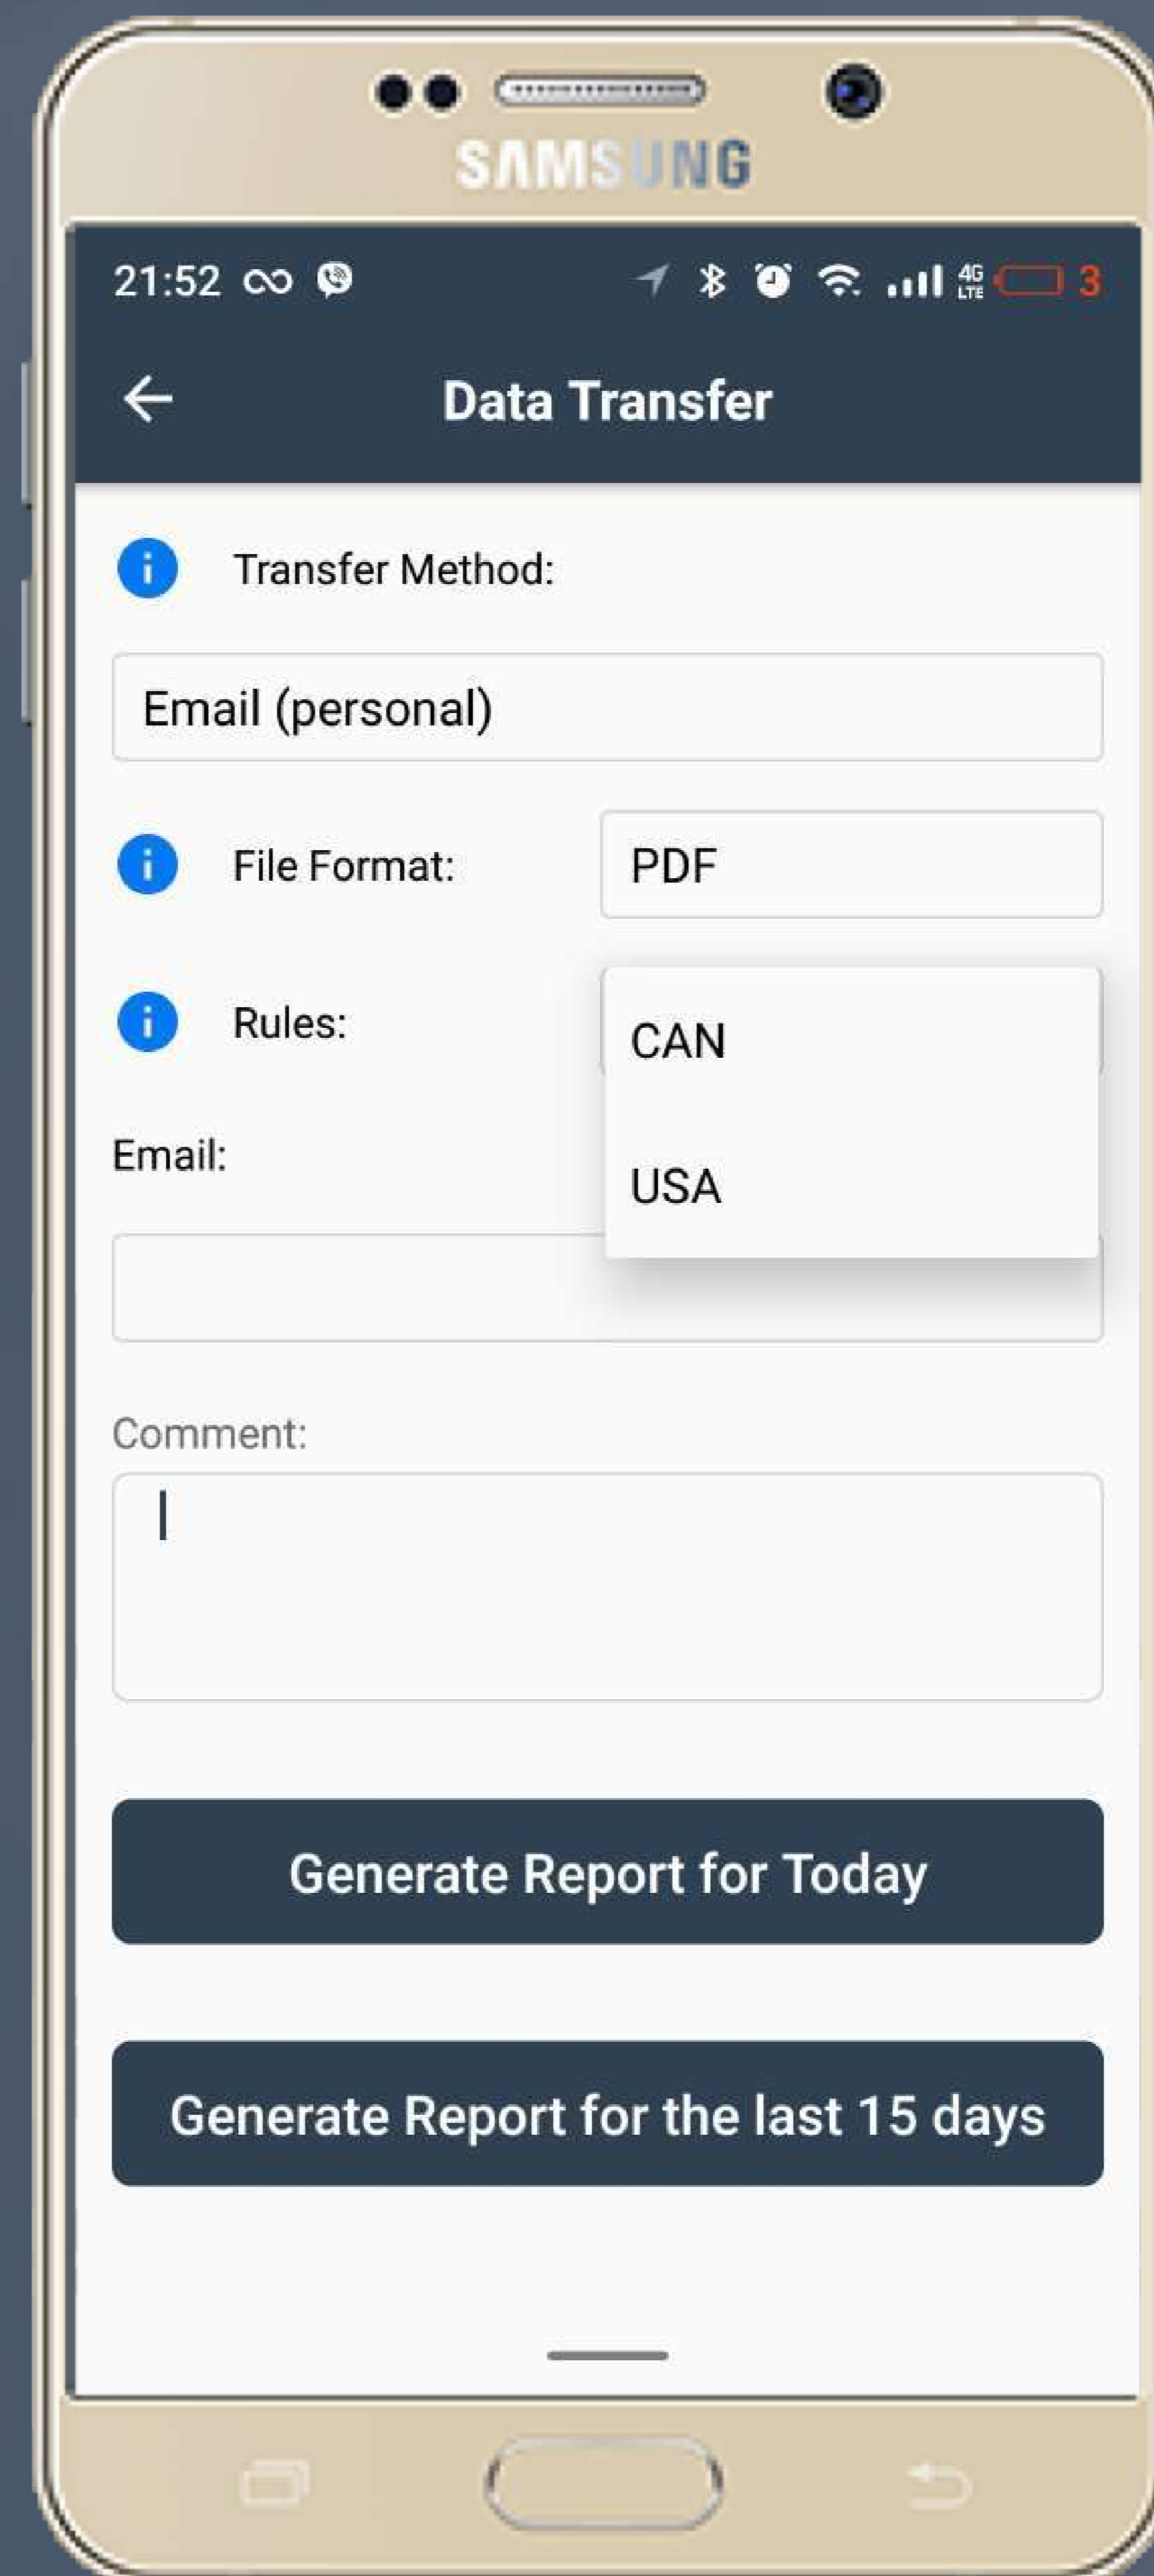 SAMSUNG
21:52 4G LTE 3
Data Transfer
Transfer Method:
Email (personal)
File Format: PDF
Rules: CAN
USA
Email:
Comment:
Generate Report for Today
Generate Report for the last 15 days